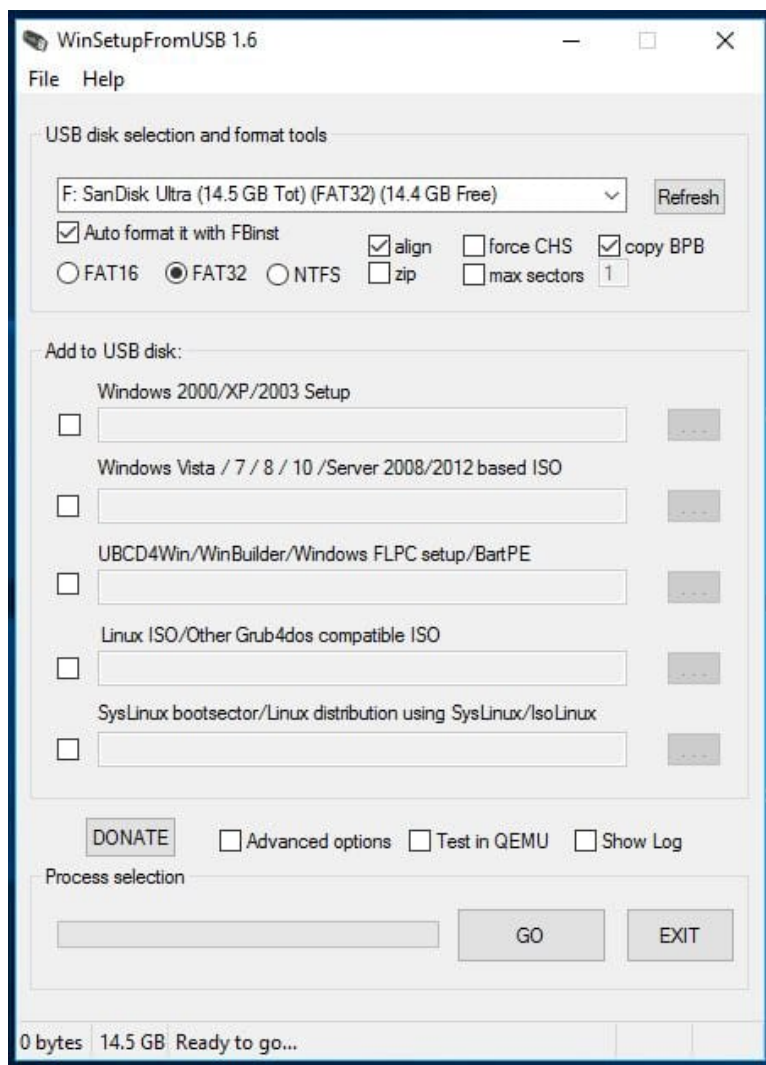 WinSetupFromUSB 1.6
File Help
USB disk selection and format tools
F: SanDisk Ultra (14.5 GB Tot) (FAT32) (14.4 GB Free)
Refresh
Auto format it with FBinst
align force CHS copy BPB
FAT16 FAT32 NTFS zip max sectors 1
Add to USB disk:
Windows 2000/XP/2003 Setup
...
Windows Vista / 7 / 8 / 10 /Server 2008/2012 based ISO
...
UBCD4Win/WinBuilder/Windows FLPC setup/BartPE
...
Linux ISO/Other Grub4dos compatible ISO
...
SysLinux bootsector/Linux distribution using SysLinux/IsoLinux
...
DONATE Advanced options Test in QEMU Show Log
Process selection
GO EXIT
0 bytes 14.5 GB Ready to go...